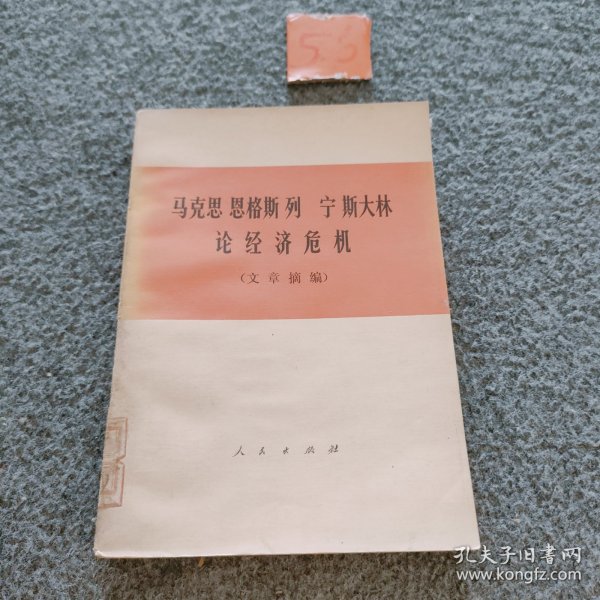 53
马克思 恩格斯 列 宁 斯大林
论经济危机
(文章摘编)
人民出版社
孔夫子旧书网
www.kongfz.com